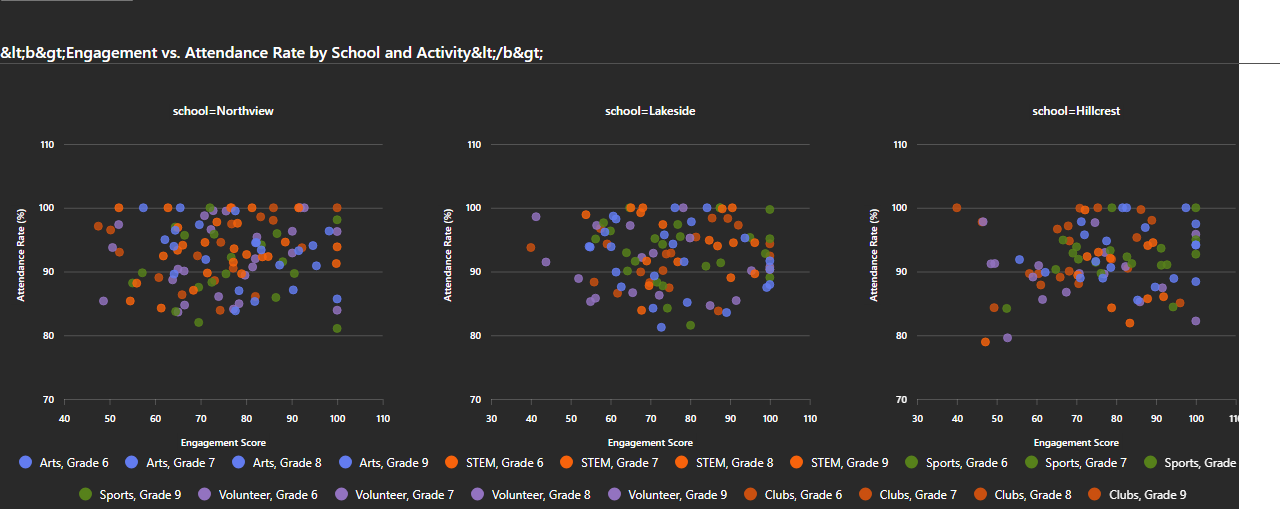 &lt;b&gt;Engagement vs. Attendance Rate by School and Activity&lt;/b&gt;
school=Northview school=Lakeside school=Hillcrest
110 110 110
100 100 100
90 90 90
80 80 80
70 70 70
Attendance Rate (%) Attendance Rate (%) Attendance Rate (%)
40 50 60 70 80 90 100 110 30 40 50 60 70 80 90 100 110 30 40 50 60 70 80 90 100
Engagement Score Engagement Score Engagement Score
Arts, Grade 6 Arts, Grade 7 Arts, Grade 8 Arts, Grade 9 STEM, Grade 6 STEM, Grade 7 STEM, Grade 8 STEM, Grade 9 Sports, Grade 6 Sports, Grade 7 Sports, Grade
Sports, Grade 9 Volunteer, Grade 6 Volunteer, Grade 7 Volunteer, Grade 8 Volunteer, Grade 9 Clubs, Grade 6 Clubs, Grade 7 Clubs, Grade 8 Clubs, Grade 9